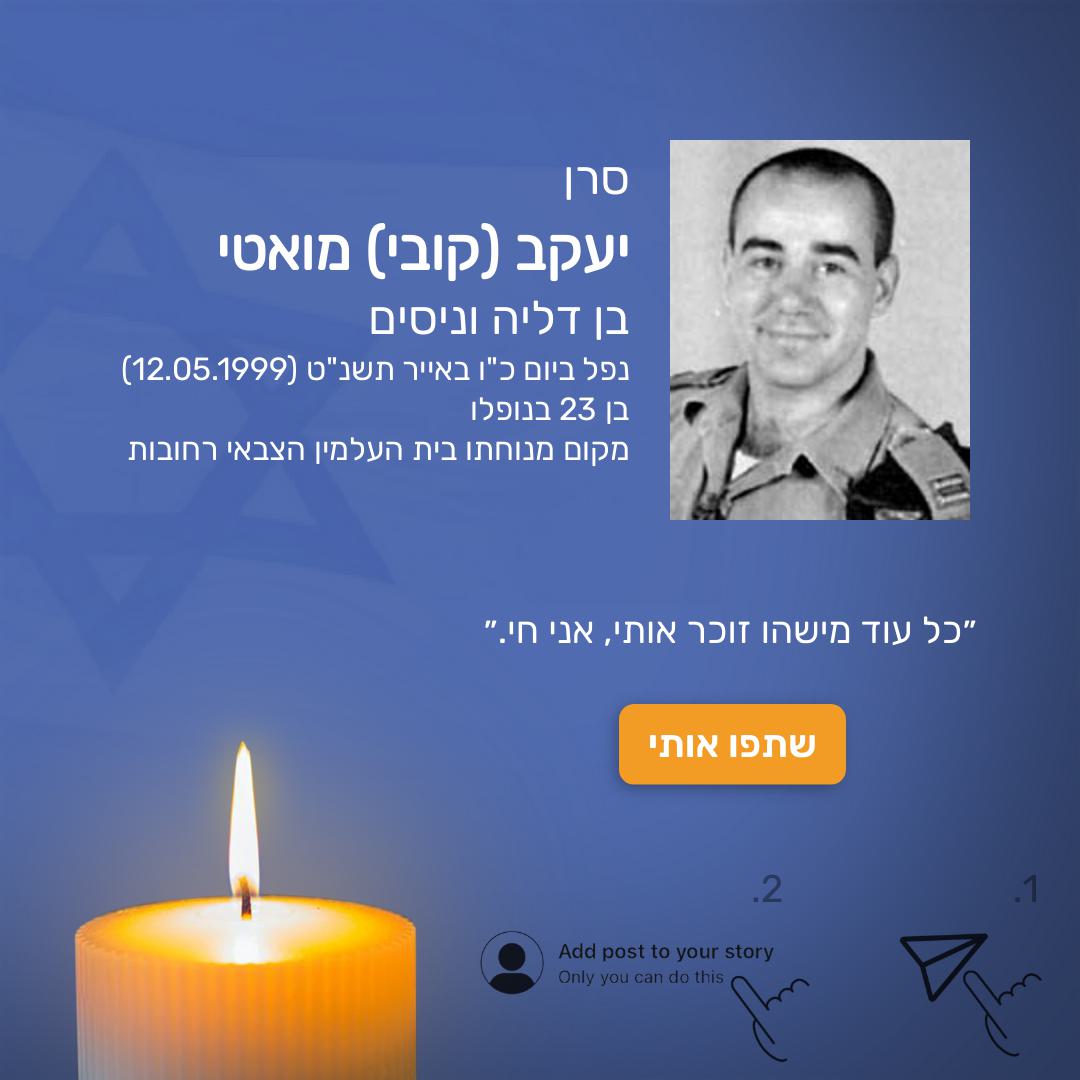 סרן
יעקב (קובי) מואטי
בן דליה וניסים
נפל ביום כ"ו באייר תשנ"ט (12.05.1999)
בן 23 בנופלו
מקום מנוחתו בית העלמין הצבאי רחובות
״כל עוד מישהו זוכר אותי, אני חי.״
שתפו אותי
1.
2.
Add post to your story
Only you can do this